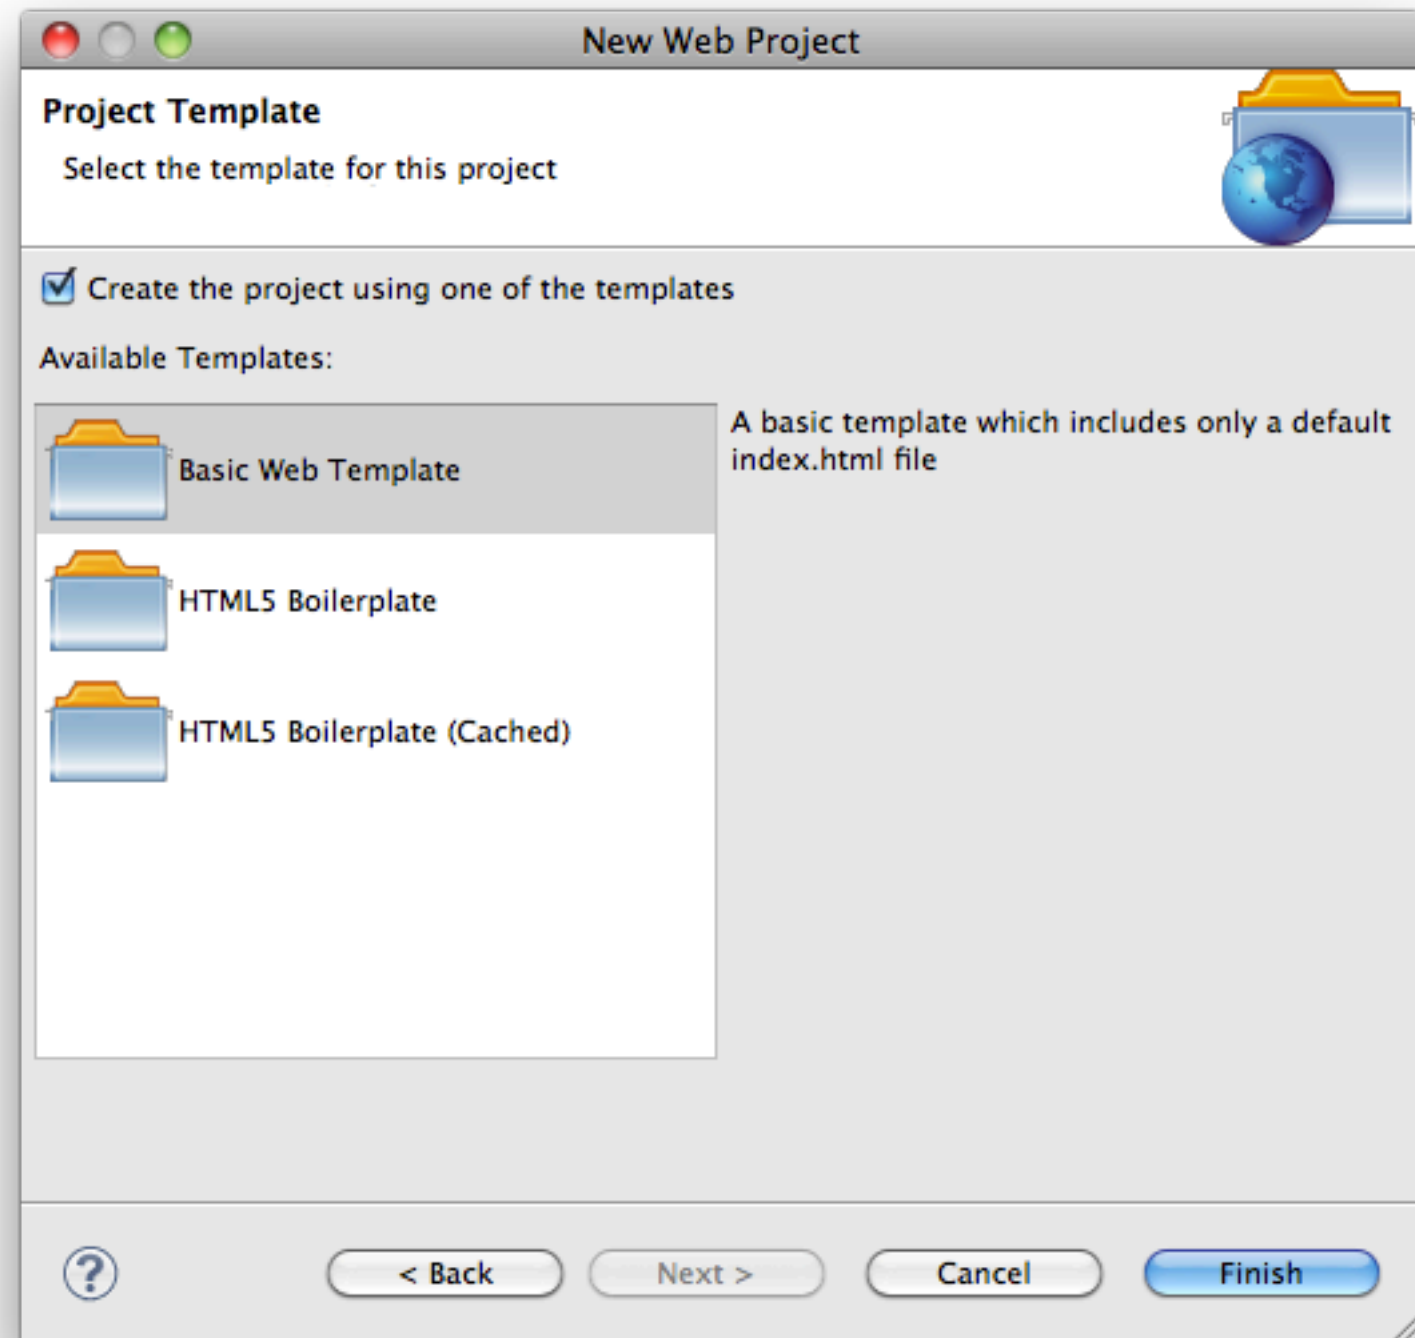 New Web Project
Project Template
Select the template for this project
Create the project using one of the templates
Available Templates:
Basic Web Template
HTML5 Boilerplate
HTML5 Boilerplate (Cached)
A basic template which includes only a default
index.html file
?
< Back
Next >
Cancel
Finish